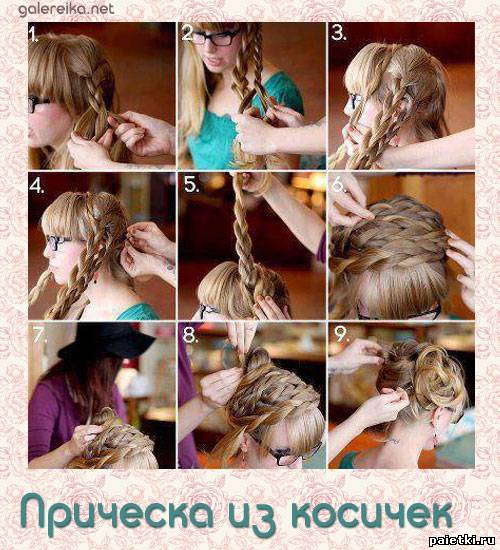 galereika.net
1. 2. 3.
4. 5. 6.
7. 8. 9.
Прическа из косичек
paietki.ru